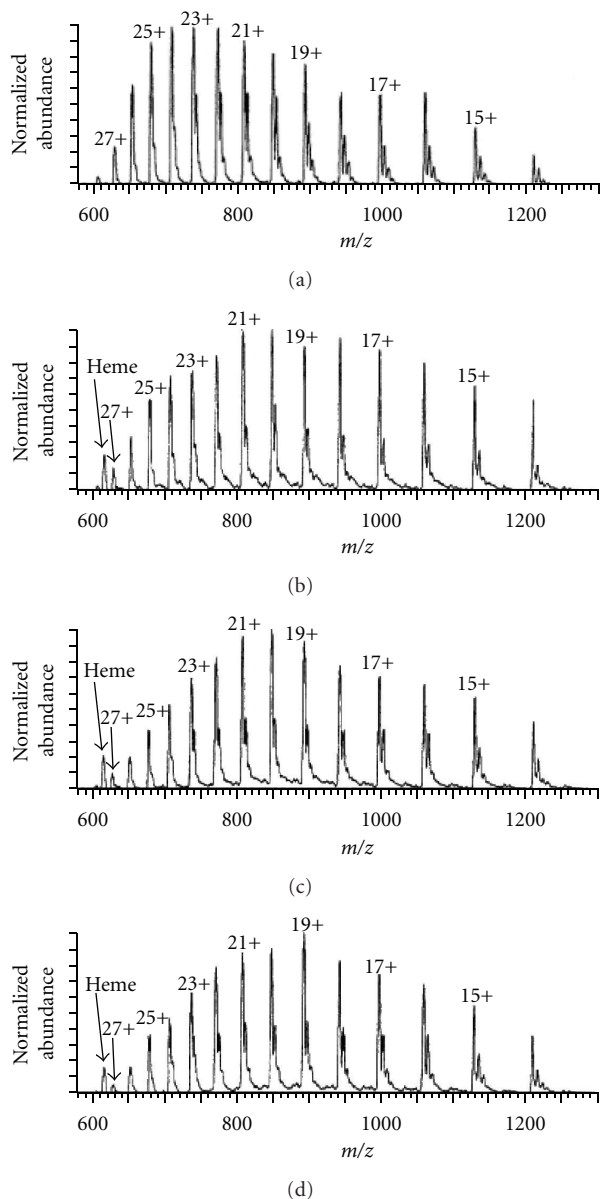 Normalized
abundance
27+ 25+ 23+ 21+ 19+ 17+ 15+
600 800 1000 1200
m/z
(a)
Normalized
abundance
Heme 27+ 25+ 23+ 21+ 19+ 17+ 15+
600 800 1000 1200
m/z
(b)
Normalized
abundance
Heme 27+ 25+ 23+ 21+ 19+ 17+ 15+
600 800 1000 1200
m/z
(c)
Normalized
abundance
Heme 27+ 25+ 23+ 21+ 19+ 17+ 15+
600 800 1000 1200
m/z
(d)